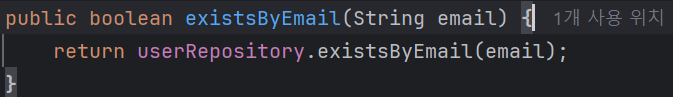 public boolean existsByEmail(String email) { 1개 사용 위치
    return userRepository.existsByEmail(email);
}